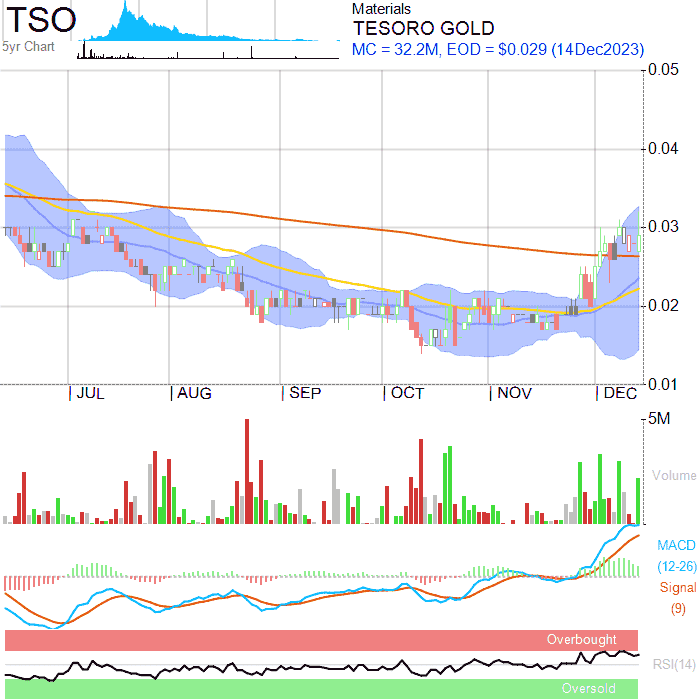 TSO
5yr Chart
Materials
TESORO GOLD
MC = 32.2M, EOD = $0.029 (14Dec2023)
0.05
0.04
0.03
0.02
0.01
JUL AUG SEP OCT NOV DEC
5M
Volume
MACD
(12-26)
Signal
(9)
Overbought
RSI(14)
Oversold